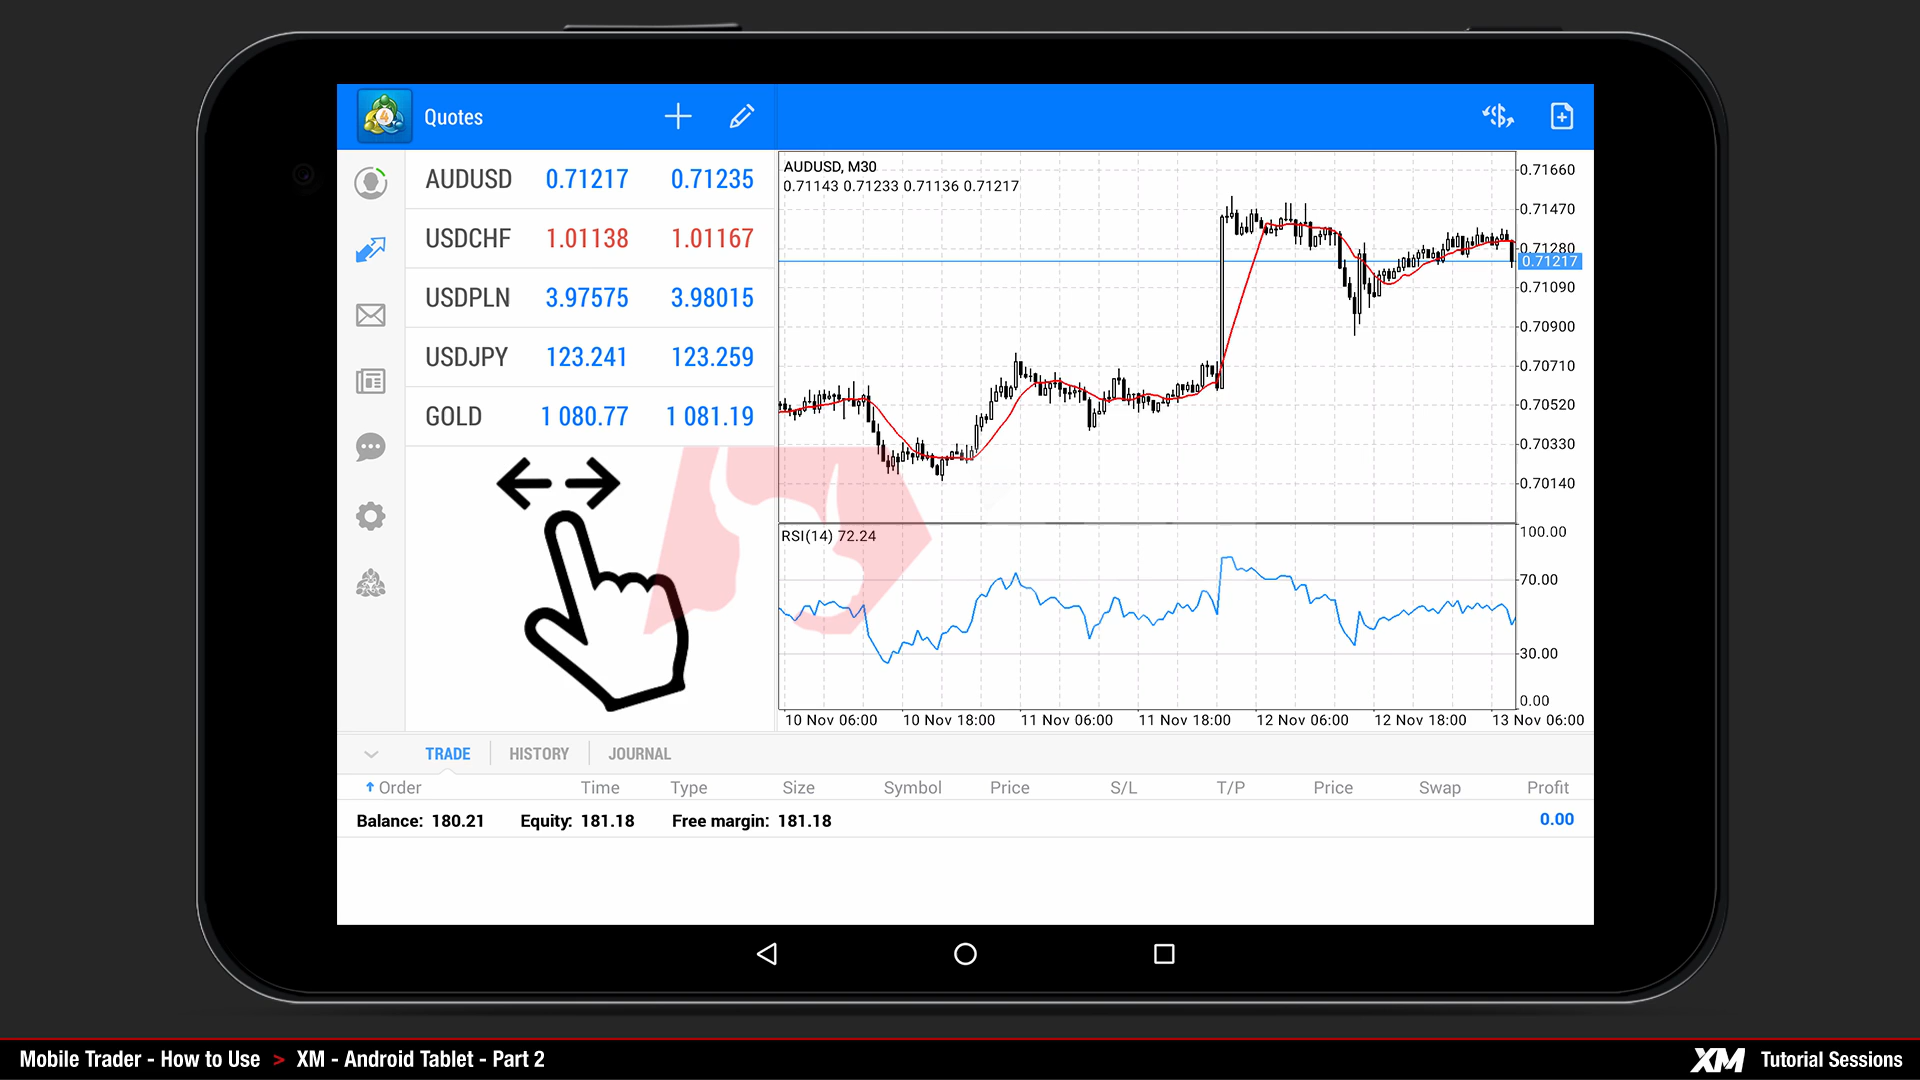 4 Quotes
AUDUSD 0.71217 0.71235
USDCHF 1.01138 1.01167
USDPLN 3.97575 3.98015
USDJPY 123.241 123.259
GOLD 1 080.77 1 081.19
AUDUSD, M30
0.71143 0.71233 0.71136 0.71217
0.71660
0.71470
0.71280
0.71217
0.71090
0.70900
0.70710
0.70520
0.70330
0.70140
RSI(14) 72.24
100.00
70.00
30.00
0.00
10 Nov 06:00 10 Nov 18:00 11 Nov 06:00 11 Nov 18:00 12 Nov 06:00 12 Nov 18:00 13 Nov 06:00
TRADE HISTORY JOURNAL
Order Time Type Size Symbol Price S/L T/P Price Swap Profit
Balance: 180.21 Equity: 181.18 Free margin: 181.18 0.00
Mobile Trader - How to Use > XM - Android Tablet - Part 2
XM Tutorial Sessions